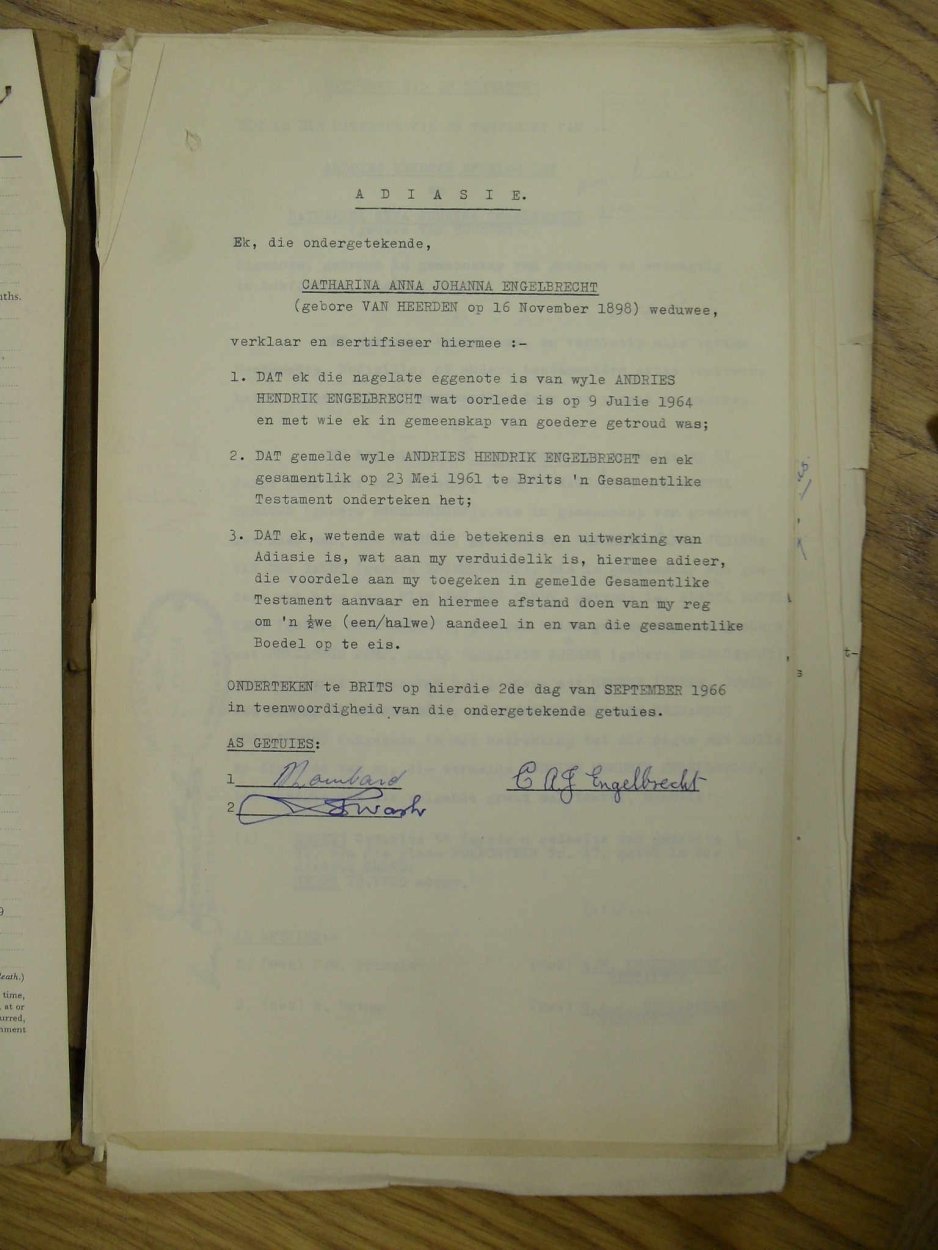 A D I A S I E.
Ek, die ondergetekende,
CATHARINA ANNA JOHANNA ENGELBRECHT
(gebore VAN HEERDEN op 16 November 1898) weduwee,
verklaar en sertifiseer hiermee :-
1. DAT ek die nagelate eggenote is van wyle ANDRIES
HENDRIK ENGELBRECHT wat oorlede is op 9 Julie 1964
en met wie ek in gemeenskap van goedere getroud was;
2. DAT gemelde wyle ANDRIES HENDRIK ENGELBRECHT en ek
gesamentlik op 23 Mei 1961 te Brits 'n Gesamentlike
Testament onderteken het;
3. DAT ek, wetende wat die betekenis en uitwerking van
Adiasie is, wat aan my verduidelik is, hiermee adieer,
die voordele aan my toegeken in gemelde Gesamentlike
Testament aanvaar en hiermee afstand doen van my reg
om 'n ½we (een/halwe) aandeel in en van die gesamentlike
Boedel op te eis.
ONDERTEKEN te BRITS op hierdie 2de dag van SEPTEMBER 1966
in teenwoordigheid van die ondergetekende getuies.
AS GETUIES:
1
C A J Engelbrecht
2
eath.)
time,
at or
urred,